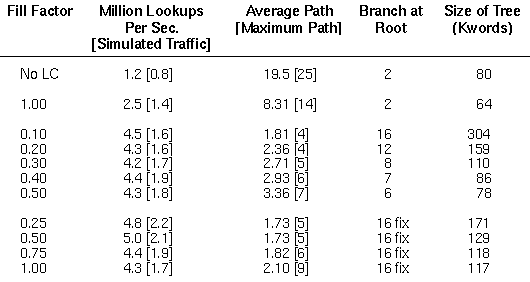 Fill Factor Million Lookups Average Path Branch at Size of Tree
Per Sec. [Maximum Path] Root (Kwords)
[Simulated Traffic]
No LC 1.2 [0.8] 19.5 [25] 2 80
1.00 2.5 [1.4] 8.31 [14] 2 64
0.10 4.5 [1.6] 1.81 [4] 16 304
0.20 4.3 [1.6] 2.36 [4] 12 159
0.30 4.2 [1.7] 2.71 [5] 8 110
0.40 4.4 [1.9] 2.93 [6] 7 86
0.50 4.3 [1.8] 3.36 [7] 6 78
0.25 4.8 [2.2] 1.73 [5] 16 fix 171
0.50 5.0 [2.1] 1.73 [5] 16 fix 129
0.75 4.4 [1.9] 1.82 [6] 16 fix 118
1.00 4.3 [1.7] 2.10 [9] 16 fix 117